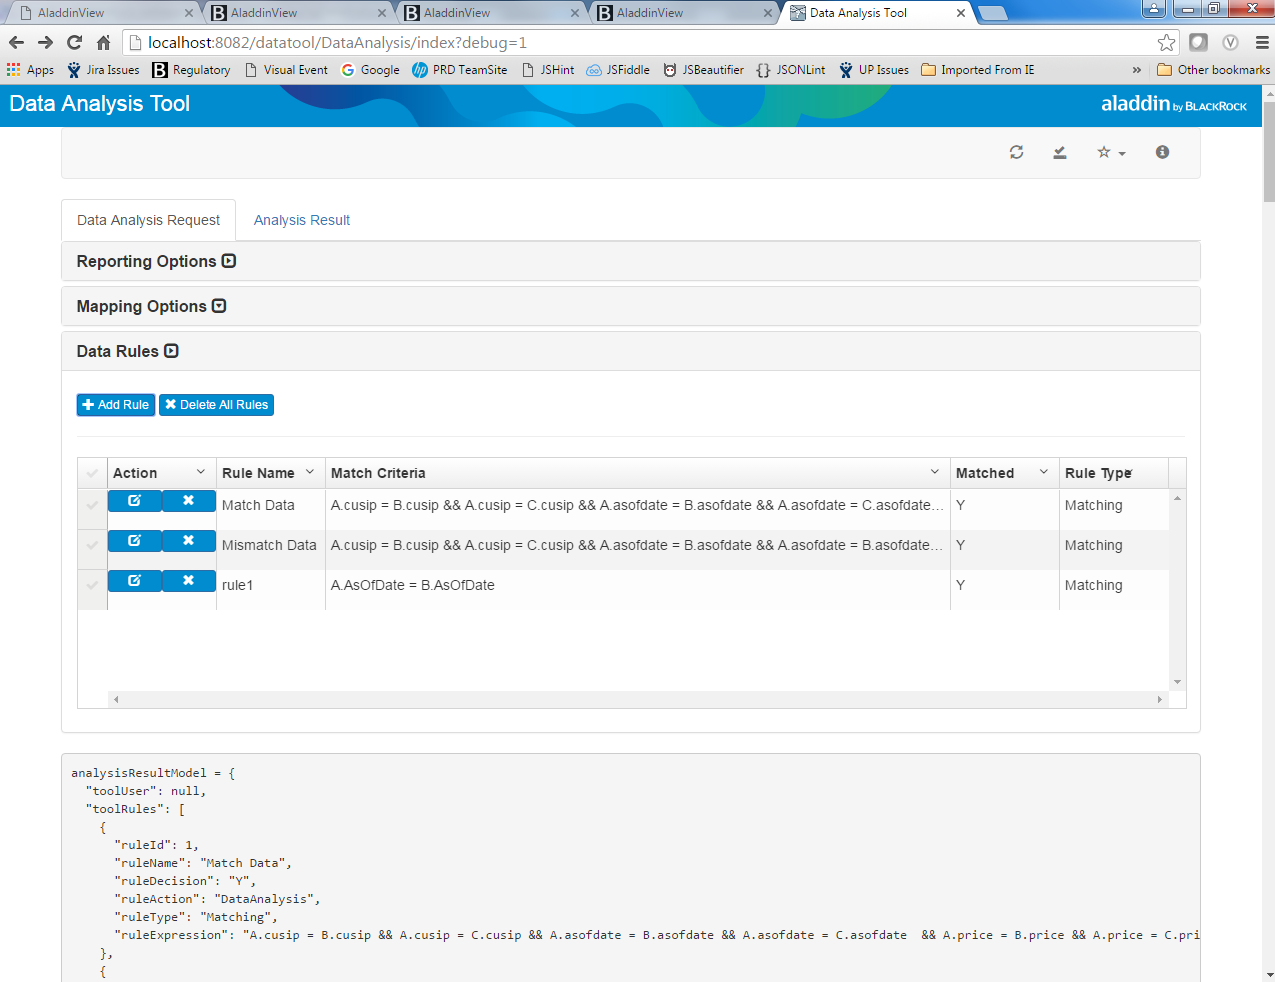 AladdinView
AladdinView
AladdinView
AladdinView
Data Analysis Tool
localhost:8082/datatool/DataAnalysis/index?debug=1
Apps Jira Issues Regulatory Visual Event Google PRD TeamSite JSHint JSFiddle JSBeautifier JSONLint UP Issues Imported From IE » Other bookmarks
Data Analysis Tool
aladdin by BLACKROCK
Data Analysis Request Analysis Result
Reporting Options
Mapping Options
Data Rules
Add Rule Delete All Rules
Action Rule Name Match Criteria Matched Rule Type
Match Data A.cusip = B.cusip && A.cusip = C.cusip && A.asofdate = B.asofdate && A.asofdate = C.asofdate... Y Matching
Mismatch Data A.cusip = B.cusip && A.cusip = C.cusip && A.asofdate = B.asofdate && A.asofdate = B.asofdate... Y Matching
rule1 A.AsOfDate = B.AsOfDate Y Matching
analysisResultModel = {
"toolUser": null,
"toolRules": [
{
"ruleId": 1,
"ruleName": "Match Data",
"ruleDecision": "Y",
"ruleAction": "DataAnalysis",
"ruleType": "Matching",
"ruleExpression": "A.cusip = B.cusip && A.cusip = C.cusip && A.asofdate = B.asofdate && A.asofdate = C.asofdate  && A.price = B.price && A.price = C.pri
},
{